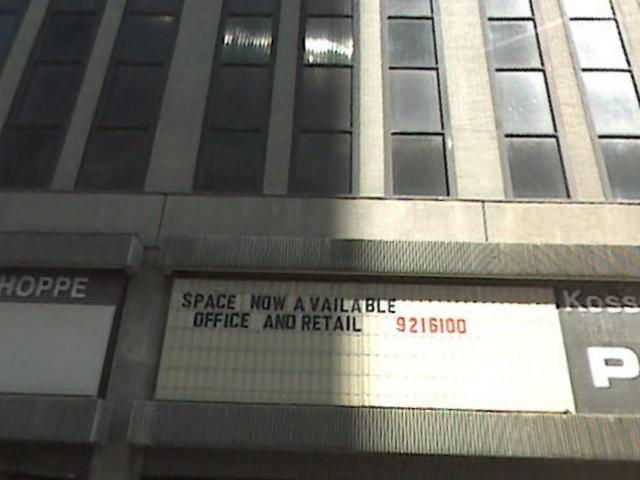 HOPPE
SPACE NOW AVAILABLE
OFFICE AND RETAIL 9216100
Koss
P